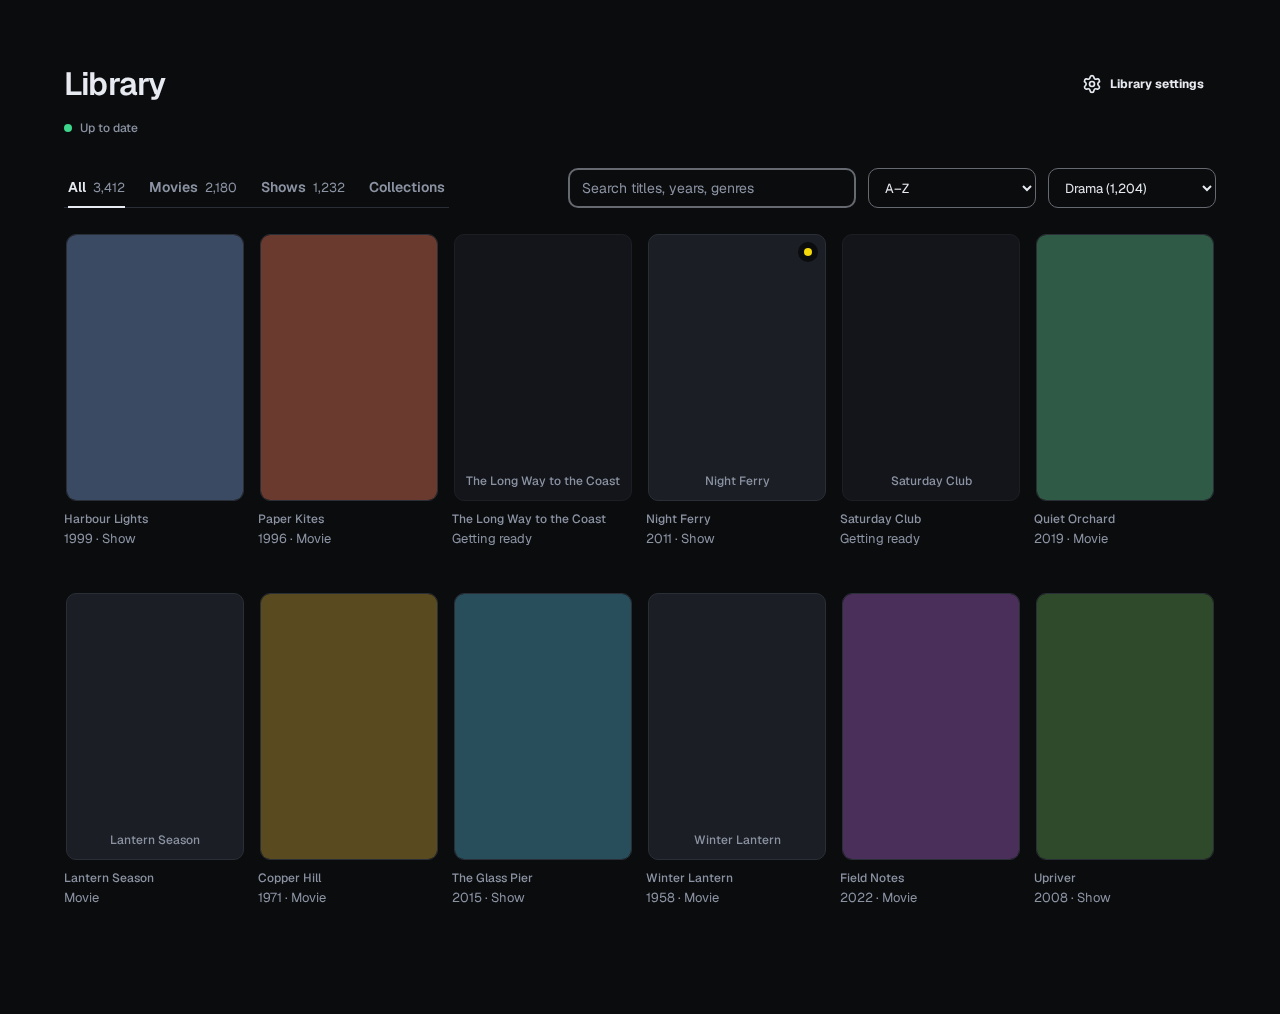 Library
Library settings
Up to date
All 3,412 Movies 2,180 Shows 1,232 Collections
Search titles, years, genres
A–Z
Drama (1,204)
The Long Way to the Coast
Night Ferry
Saturday Club
Harbour Lights
1999 · Show
Paper Kites
1996 · Movie
The Long Way to the Coast
Getting ready
Night Ferry
2011 · Show
Saturday Club
Getting ready
Quiet Orchard
2019 · Movie
Lantern Season
Winter Lantern
Lantern Season
Movie
Copper Hill
1971 · Movie
The Glass Pier
2015 · Show
Winter Lantern
1958 · Movie
Field Notes
2022 · Movie
Upriver
2008 · Show